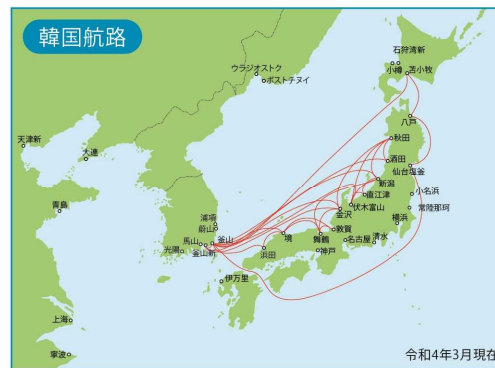 韓国航路
石狩湾新
小樽
苫小牧
ウラジオストク
ボストチヌイ
八戸
秋田
天津新
大連
酒田
仙台塩釜
新潟
小名浜
直江津
青島
浦項
伏木富山
常陸那珂
金沢
蔚山
敦賀
横浜
馬山
釜山
境
舞鶴
名古屋
清水
光陽
釜山新
浜田
神戸
伊万里
上海
寧波
令和4年3月現在